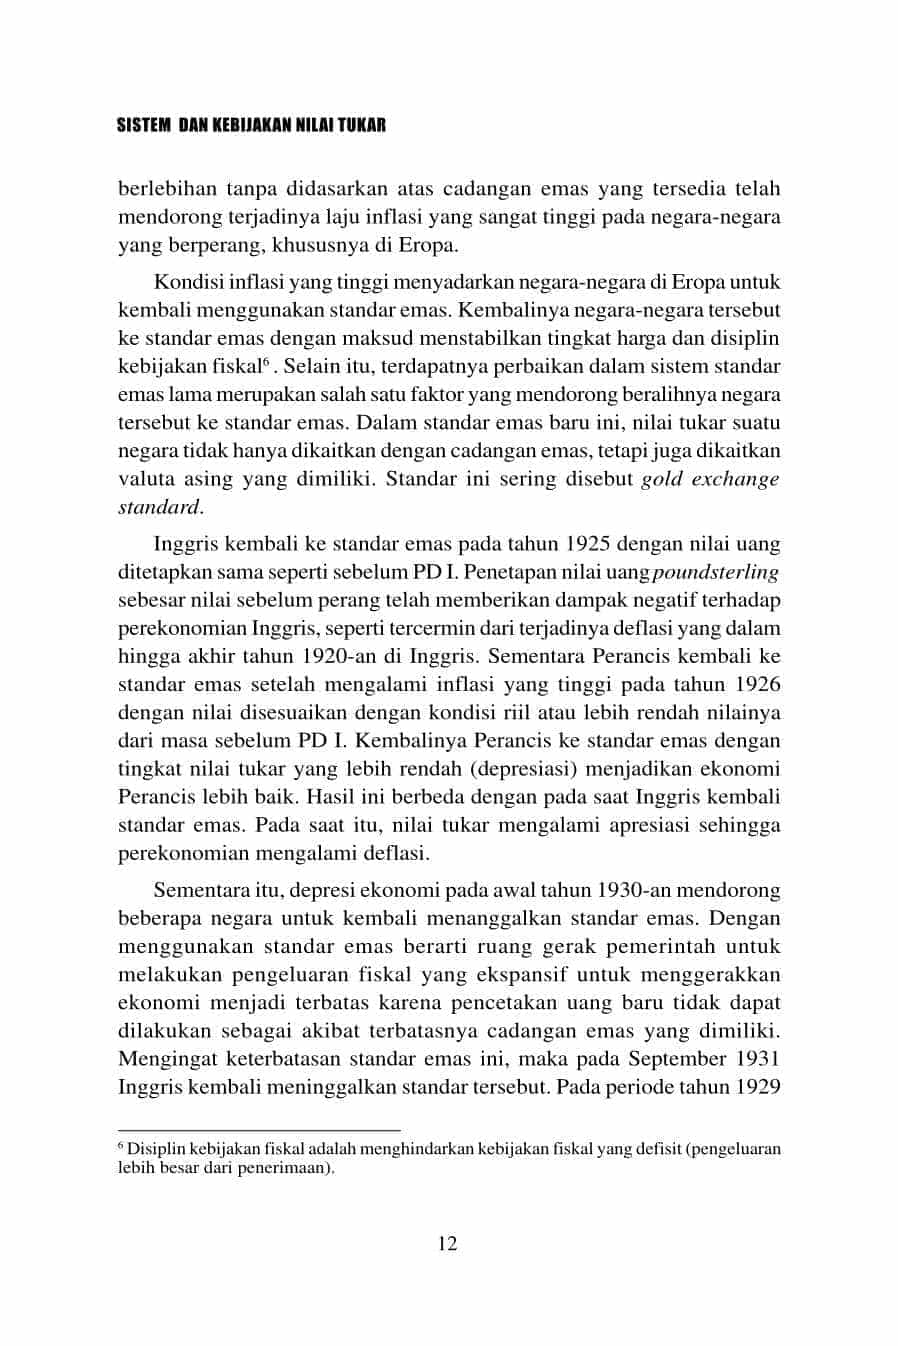 SISTEM DAN KEBIJAKAN NILAI TUKAR
berlebihan tanpa didasarkan atas cadangan emas yang tersedia telah
mendorong terjadinya laju inflasi yang sangat tinggi pada negara-negara
yang berperang, khususnya di Eropa.
Kondisi inflasi yang tinggi menyadarkan negara-negara di Eropa untuk
kembali menggunakan standar emas. Kembalinya negara-negara tersebut
ke standar emas dengan maksud menstabilkan tingkat harga dan disiplin
kebijakan fiskal⁶ . Selain itu, terdapatnya perbaikan dalam sistem standar
emas lama merupakan salah satu faktor yang mendorong beralihnya negara
tersebut ke standar emas. Dalam standar emas baru ini, nilai tukar suatu
negara tidak hanya dikaitkan dengan cadangan emas, tetapi juga dikaitkan
valuta asing yang dimiliki. Standar ini sering disebut gold exchange
standard.
Inggris kembali ke standar emas pada tahun 1925 dengan nilai uang
ditetapkan sama seperti sebelum PD I. Penetapan nilai uang poundsterling
sebesar nilai sebelum perang telah memberikan dampak negatif terhadap
perekonomian Inggris, seperti tercermin dari terjadinya deflasi yang dalam
hingga akhir tahun 1920-an di Inggris. Sementara Perancis kembali ke
standar emas setelah mengalami inflasi yang tinggi pada tahun 1926
dengan nilai disesuaikan dengan kondisi riil atau lebih rendah nilainya
dari masa sebelum PD I. Kembalinya Perancis ke standar emas dengan
tingkat nilai tukar yang lebih rendah (depresiasi) menjadikan ekonomi
Perancis lebih baik. Hasil ini berbeda dengan pada saat Inggris kembali
standar emas. Pada saat itu, nilai tukar mengalami apresiasi sehingga
perekonomian mengalami deflasi.
Sementara itu, depresi ekonomi pada awal tahun 1930-an mendorong
beberapa negara untuk kembali menanggalkan standar emas. Dengan
menggunakan standar emas berarti ruang gerak pemerintah untuk
melakukan pengeluaran fiskal yang ekspansif untuk menggerakkan
ekonomi menjadi terbatas karena pencetakan uang baru tidak dapat
dilakukan sebagai akibat terbatasnya cadangan emas yang dimiliki.
Mengingat keterbatasan standar emas ini, maka pada September 1931
Inggris kembali meninggalkan standar tersebut. Pada periode tahun 1929
⁶ Disiplin kebijakan fiskal adalah menghindarkan kebijakan fiskal yang defisit (pengeluaran
lebih besar dari penerimaan).
12